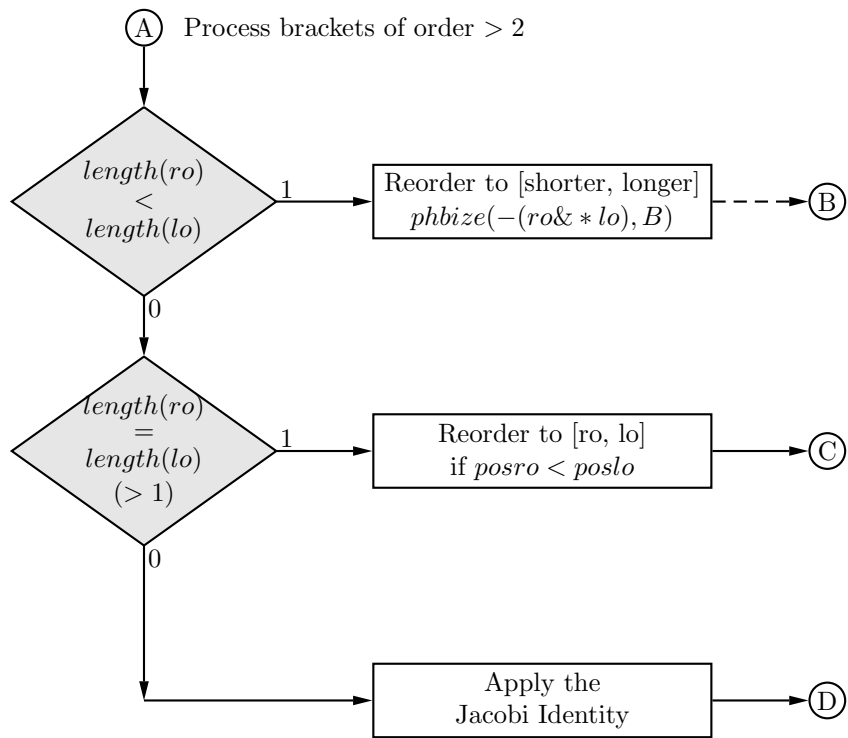 A Process brackets of order > 2
length(ro)
<
length(lo)
1
Reorder to [shorter, longer]
phbize(−(ro& ∗ lo), B)
B
0
length(ro)
=
length(lo)
(> 1)
1
Reorder to [ro, lo]
if posro < poslo
C
0
Apply the
Jacobi Identity
D